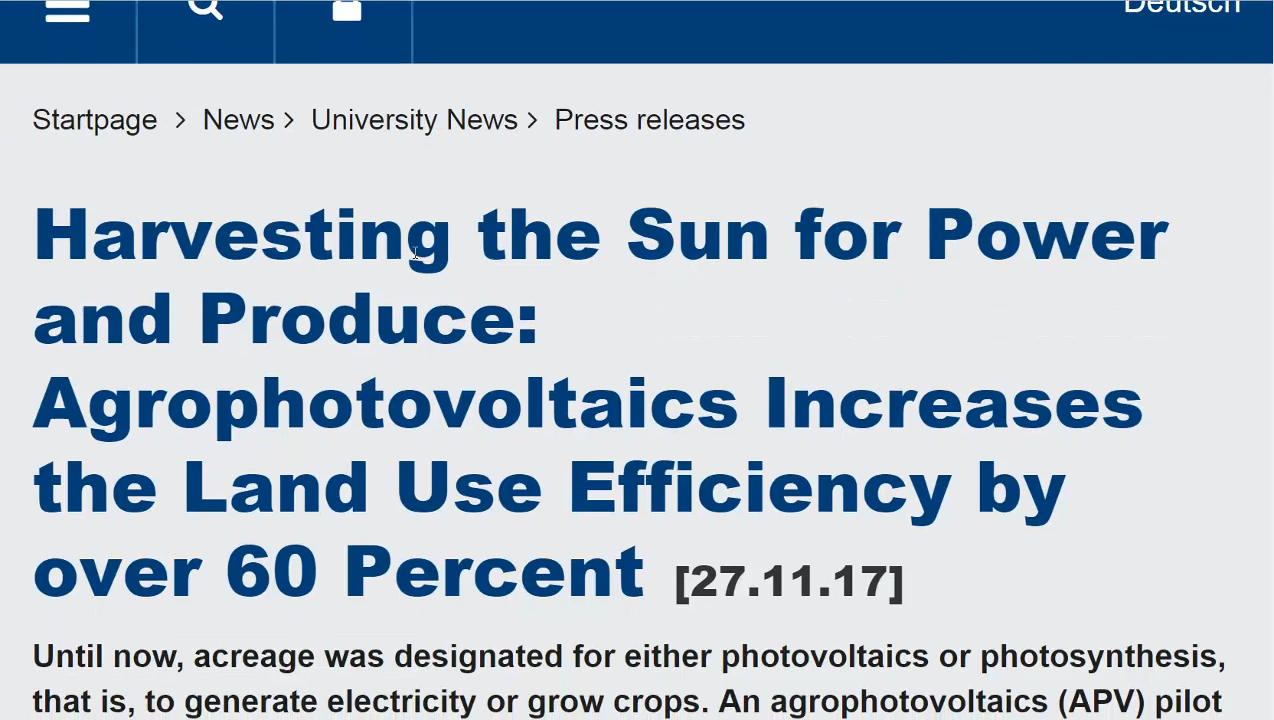 Deutsch
Startpage > News > University News > Press releases
Harvesting the Sun for Power
and Produce:
Agrophotovoltaics Increases
the Land Use Efficiency by
over 60 Percent [27.11.17]
Until now, acreage was designated for either photovoltaics or photosynthesis,
that is, to generate electricity or grow crops. An agrophotovoltaics (APV) pilot